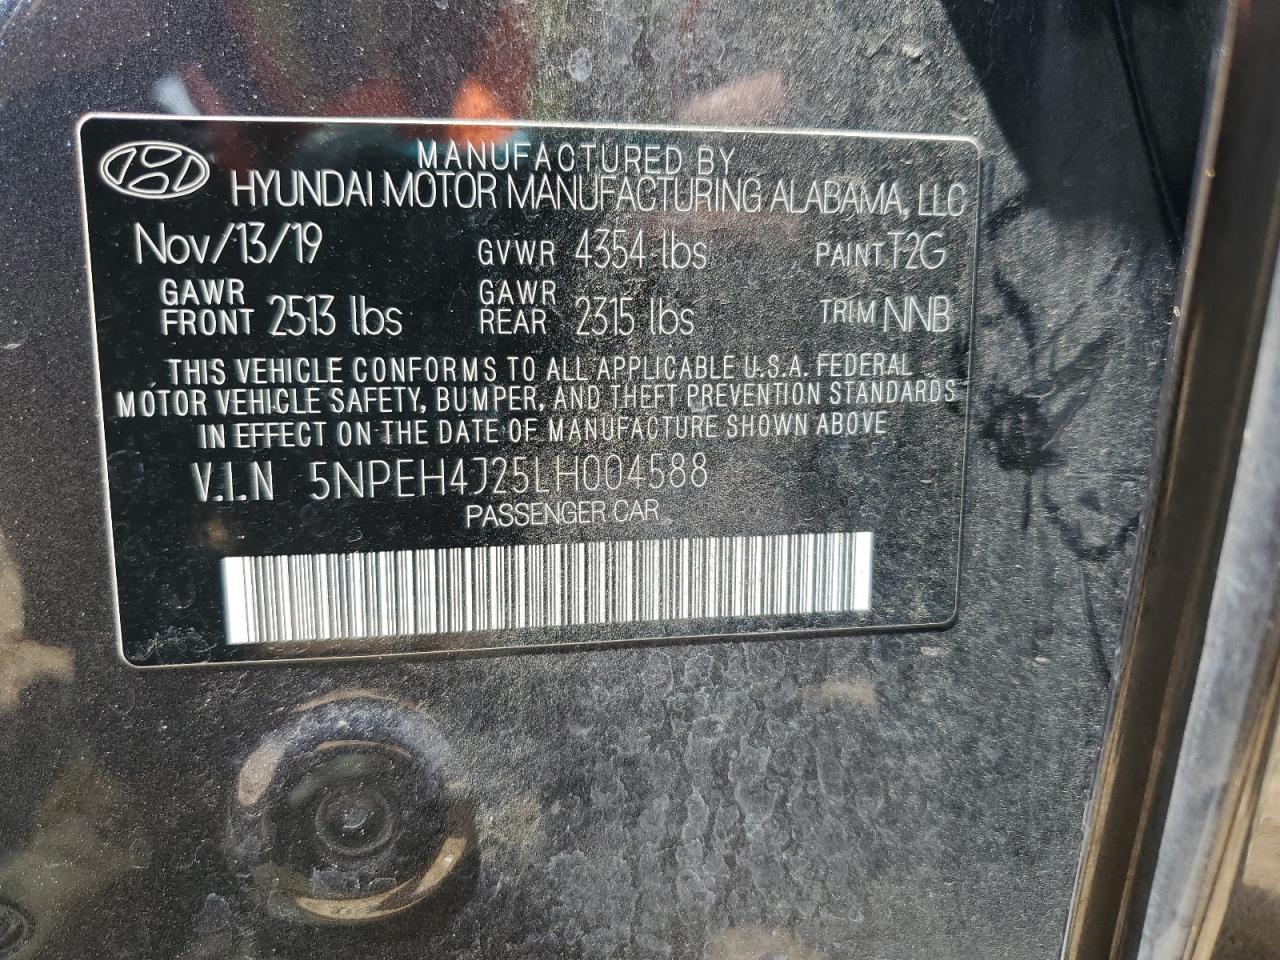 MANUFACTURED BY
HYUNDAI MOTOR MANUFACTURING ALABAMA, LLC
Nov/13/19 GVWR 4354 lbs PAINT T2G
GAWR FRONT 2513 lbs GAWR REAR 2315 lbs TRIM NNB
THIS VEHICLE CONFORMS TO ALL APPLICABLE U.S.A. FEDERAL
MOTOR VEHICLE SAFETY, BUMPER, AND THEFT PREVENTION STANDARDS
IN EFFECT ON THE DATE OF MANUFACTURE SHOWN ABOVE
V.I.N 5NPEH4J25LH004588
PASSENGER CAR